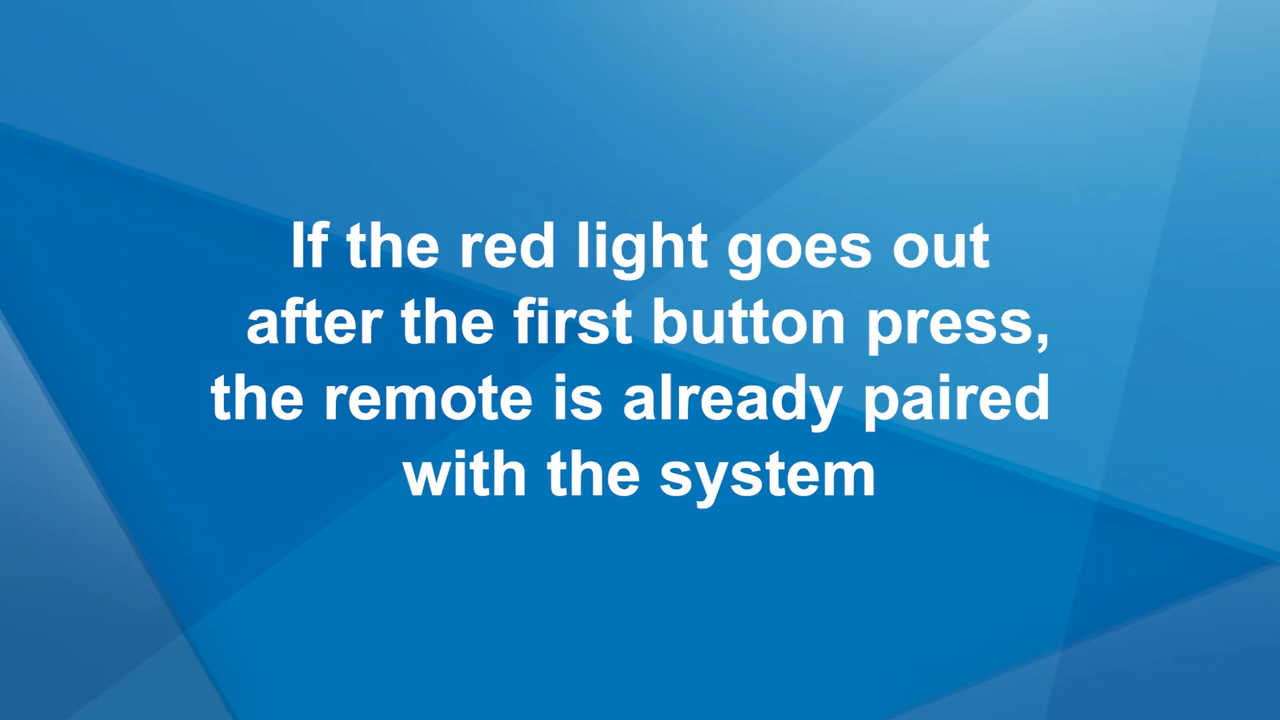 If the red light goes out
after the first button press,
the remote is already paired
with the system